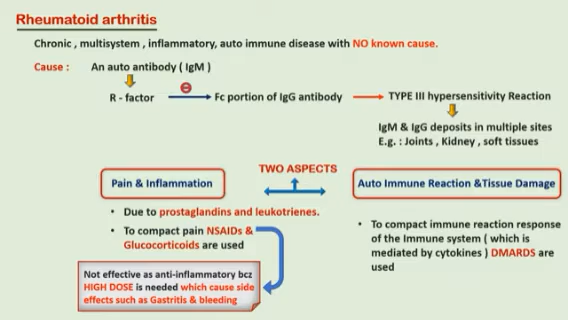 Rheumatoid arthritis
Chronic , multisystem , inflammatory, auto immune disease with NO known cause.
Cause : An auto antibody ( IgM )
R - factor ⊖ Fc portion of IgG antibody TYPE III hypersensitivity Reaction
IgM & IgG deposits in multiple sites
E.g. : Joints , Kidney , soft tissues
TWO ASPECTS
Pain & Inflammation
• Due to prostaglandins and leukotrienes.
• To compact pain NSAIDs &
Glucocorticoids are used
Not effective as anti-inflammatory bcz
HIGH DOSE is needed which cause side
effects such as Gastritis & bleeding
Auto Immune Reaction &Tissue Damage
• To compact immune reaction response
of the Immune system ( which is
mediated by cytokines ) DMARDS are
used